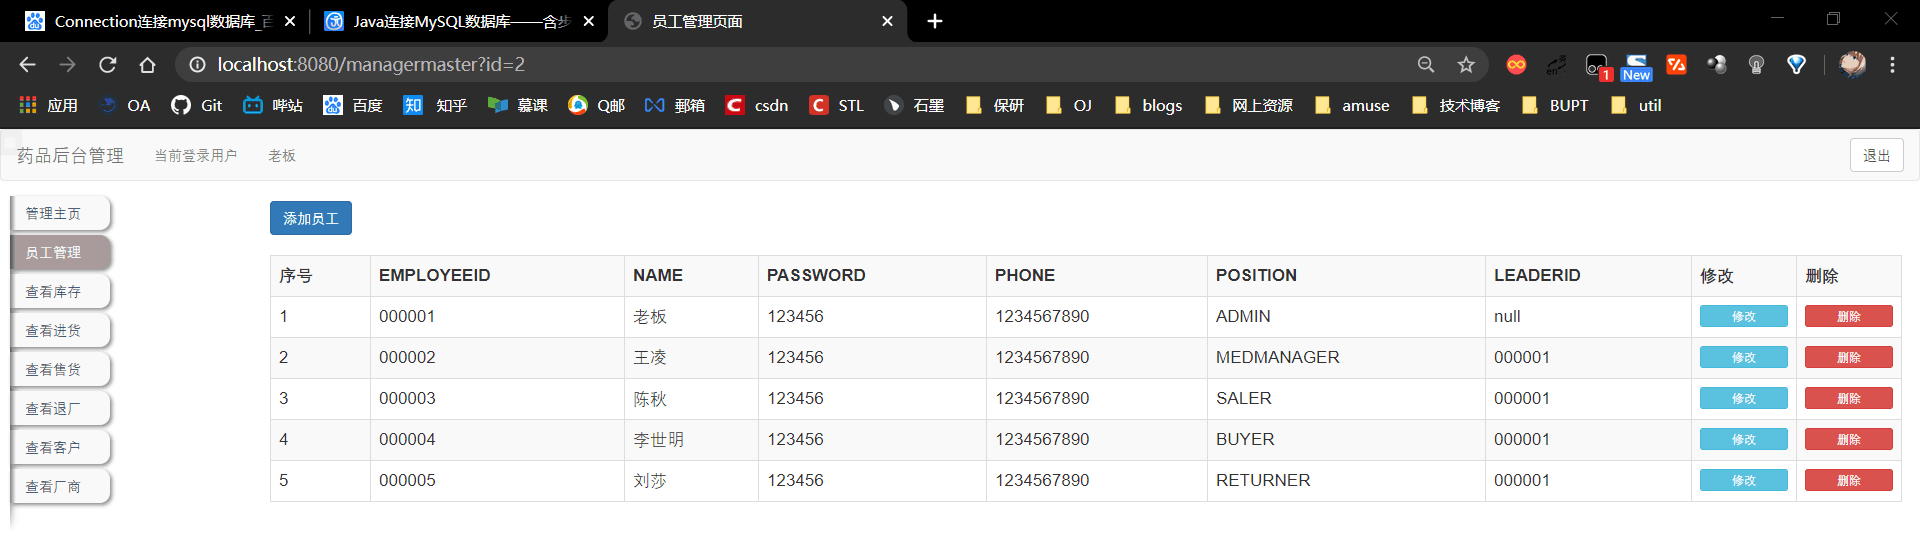 Connection连接mysql数据库_百
Java连接MySQL数据库——含步
员工管理页面
localhost:8080/managermaster?id=2
en
1
New
应用 OA Git 哔站 百度 知乎 慕课 Q邮 郵箱 csdn STL 石墨 保研 OJ blogs 网上资源 amuse 技术博客 BUPT util
药品后台管理 当前登录用户 老板 退出
管理主页
员工管理
查看库存
查看进货
查看售货
查看退厂
查看客户
查看厂商
添加员工
序号 EMPLOYEEID NAME PASSWORD PHONE POSITION LEADERID 修改 删除
1 000001 老板 123456 1234567890 ADMIN null 修改 删除
2 000002 王凌 123456 1234567890 MEDMANAGER 000001 修改 删除
3 000003 陈秋 123456 1234567890 SALER 000001 修改 删除
4 000004 李世明 123456 1234567890 BUYER 000001 修改 删除
5 000005 刘莎 123456 1234567890 RETURNER 000001 修改 删除